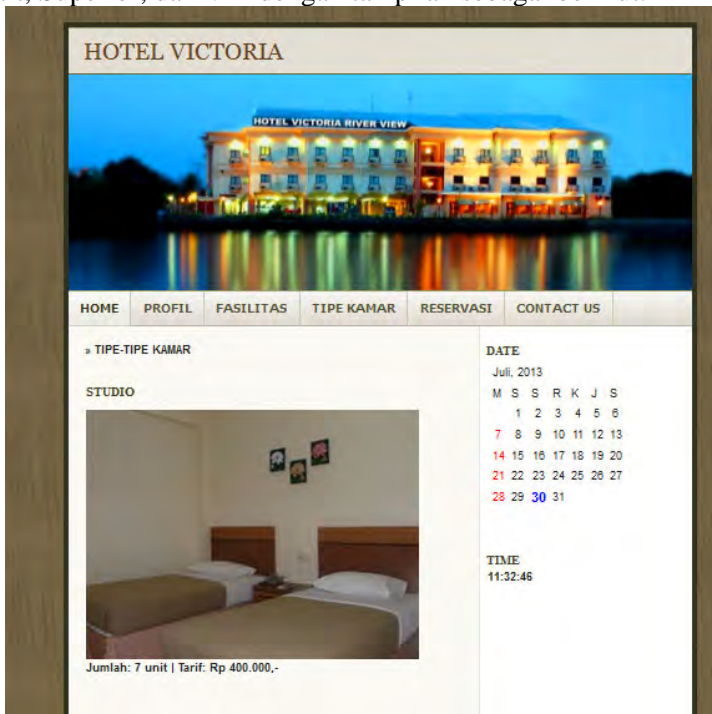 Superior, dan
HOTEL VICTORIA
HOTEL VICTORIA RIVER VIEW
HOME PROFIL FASILITAS TIPE KAMAR RESERVASI CONTACT US
» TIPE-TIPE KAMAR
STUDIO
Jumlah: 7 unit | Tarif: Rp 400.000,-
DATE
Juli, 2013
M S S R K J S
1 2 3 4 5 6
7 8 9 10 11 12 13
14 15 16 17 18 19 20
21 22 23 24 25 26 27
28 29 30 31
TIME
11:32:46